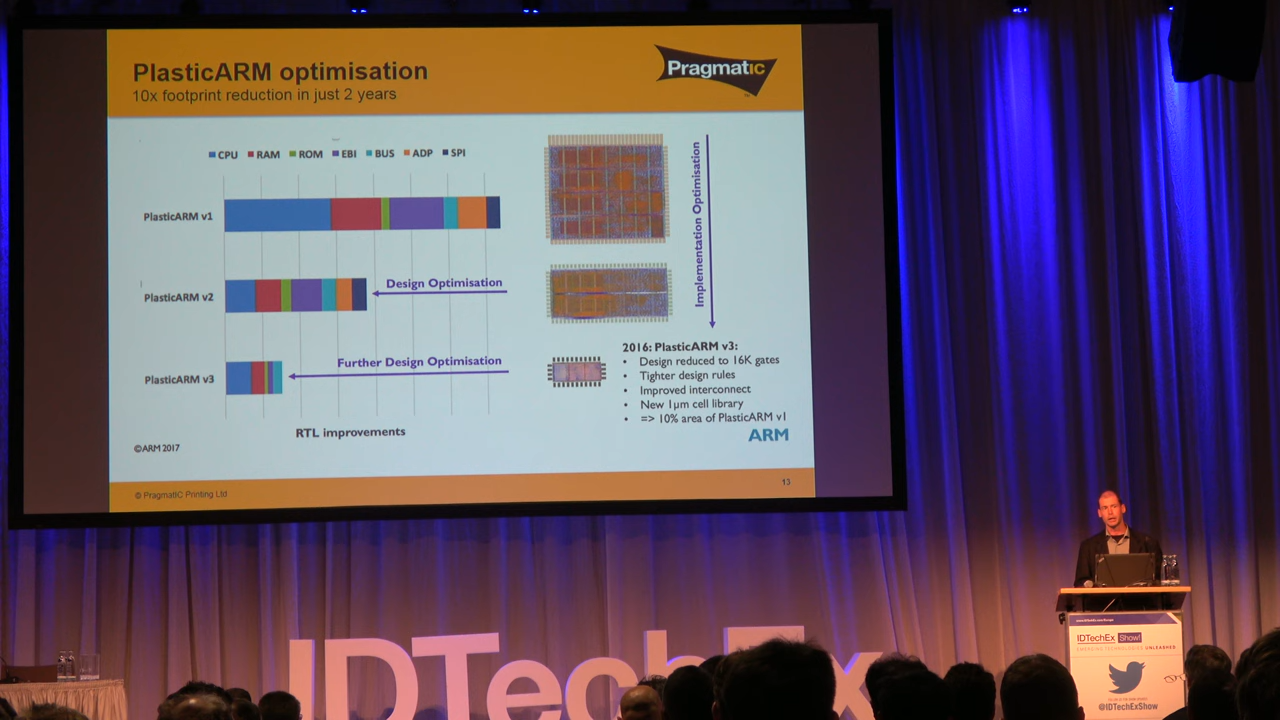 PlasticARM optimisation
10x footprint reduction in just 2 years
PragmatIC
CPU RAM ROM EBI BUS ADP SPI
PlasticARM v1
PlasticARM v2
Design Optimisation
PlasticARM v3
Further Design Optimisation
RTL improvements
Implementation Optimisation
2016: PlasticARM v3:
• Design reduced to 16K gates
• Tighter design rules
• Improved interconnect
• New 1µm cell library
• => 10% area of PlasticARM v1
ARM
©ARM 2017
© PragmatIC Printing Ltd
13
IDTechEx
IDTechEx Show!
EMERGING TECHNOLOGIES UNLEASHED
@IDTechExShow